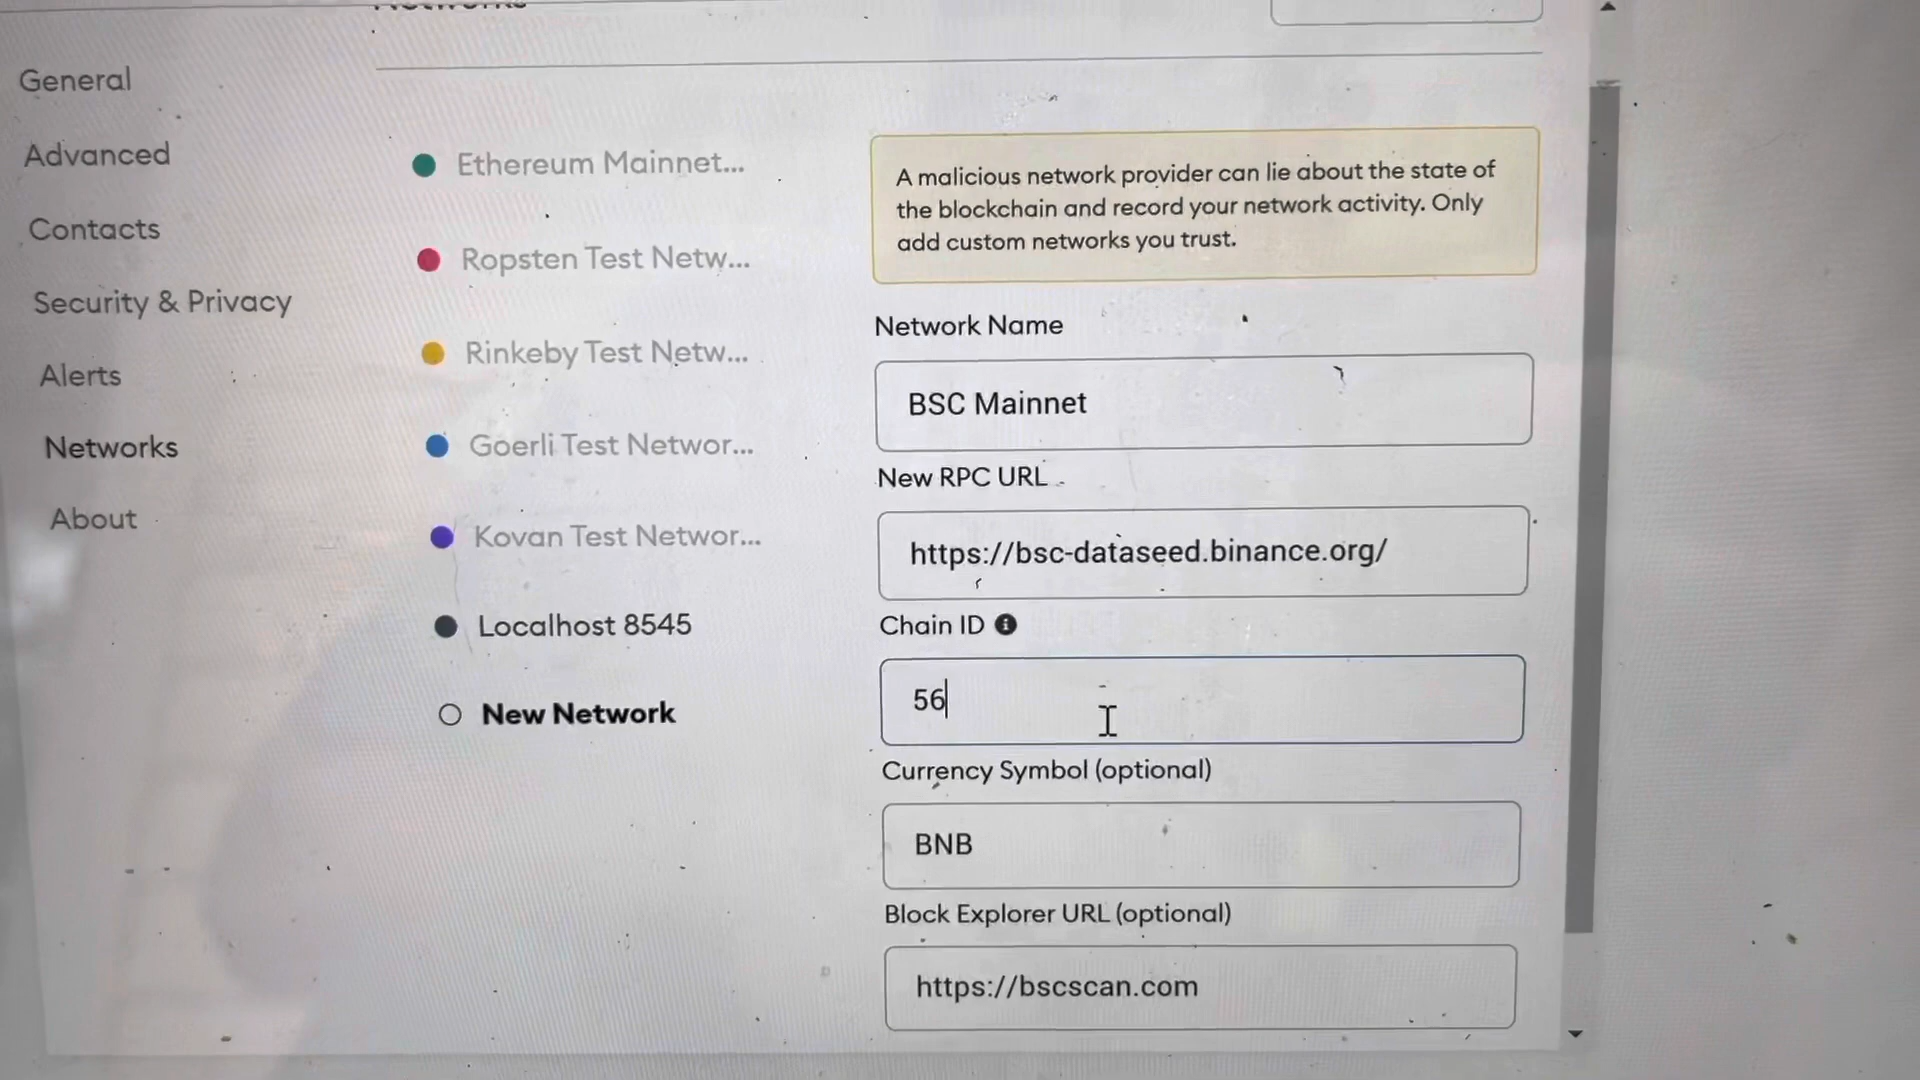 Networks
General
Advanced
Contacts
Security & Privacy
Alerts
Networks
About
Ethereum Mainnet...
Ropsten Test Netw...
Rinkeby Test Netw...
Goerli Test Networ...
Kovan Test Networ...
Localhost 8545
New Network
A malicious network provider can lie about the state of
the blockchain and record your network activity. Only
add custom networks you trust.
Network Name
BSC Mainnet
New RPC URL
https://bsc-dataseed.binance.org/
Chain ID
56
Currency Symbol (optional)
BNB
Block Explorer URL (optional)
https://bscscan.com